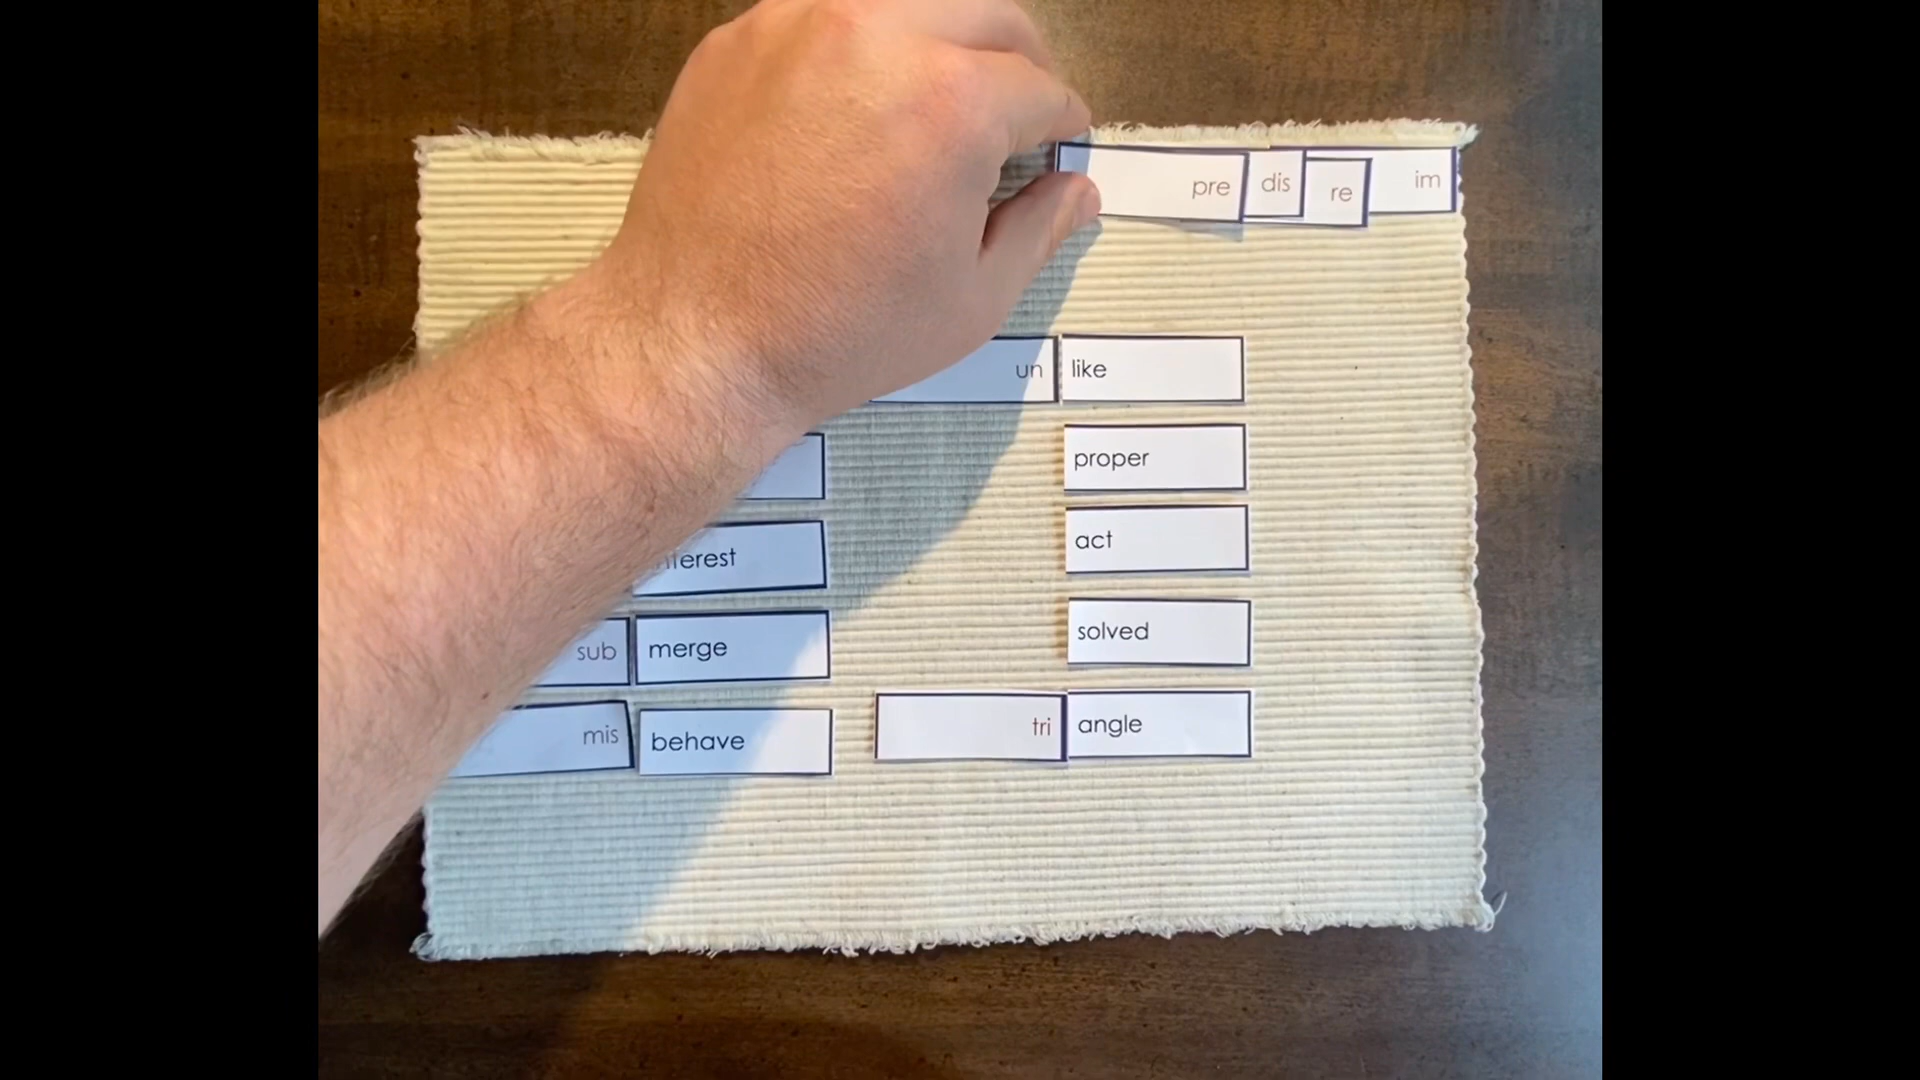 pre dis re im
un like
proper
act
solved
tri angle
sub merge
mis behave